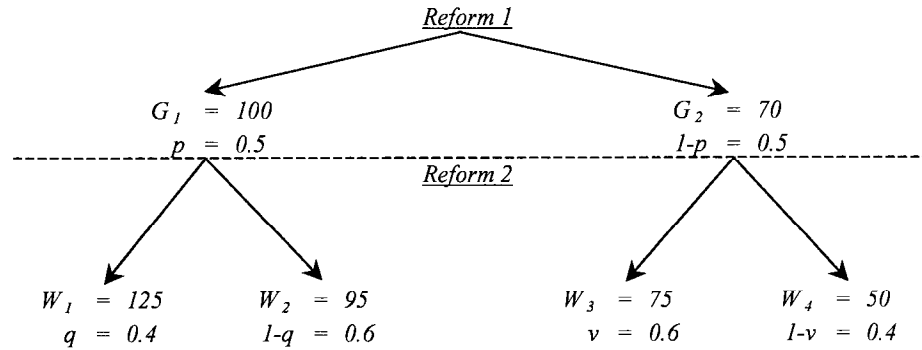 Reform 1
G1 = 100 G2 = 70
p = 0.5 1-p = 0.5
Reform 2
W1 = 125 W2 = 95 W3 = 75 W4 = 50
q = 0.4 1-q = 0.6 v = 0.6 1-v = 0.4